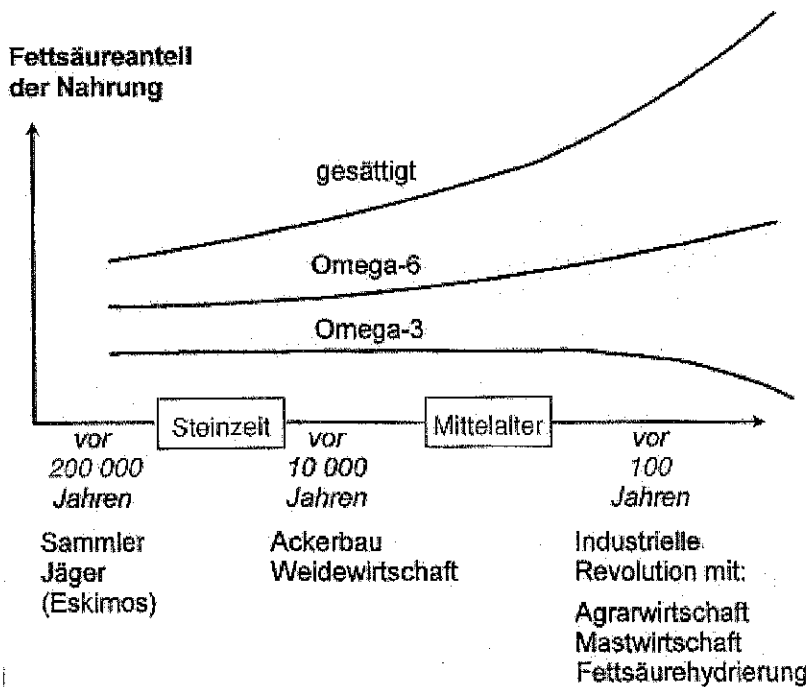 Fettsäureanteil
der Nahrung
gesättigt
Omega-6
Omega-3
Steinzeit
Mittelalter
vor
200 000
Jahren
vor
10 000
Jahren
vor
100
Jahren
Sammler
Jäger
(Eskimos)
Ackerbau
Weidewirtschaft
Industrielle
Revolution mit:
Agrarwirtschaft
Mastwirtschaft
Fettsäurehydrierung